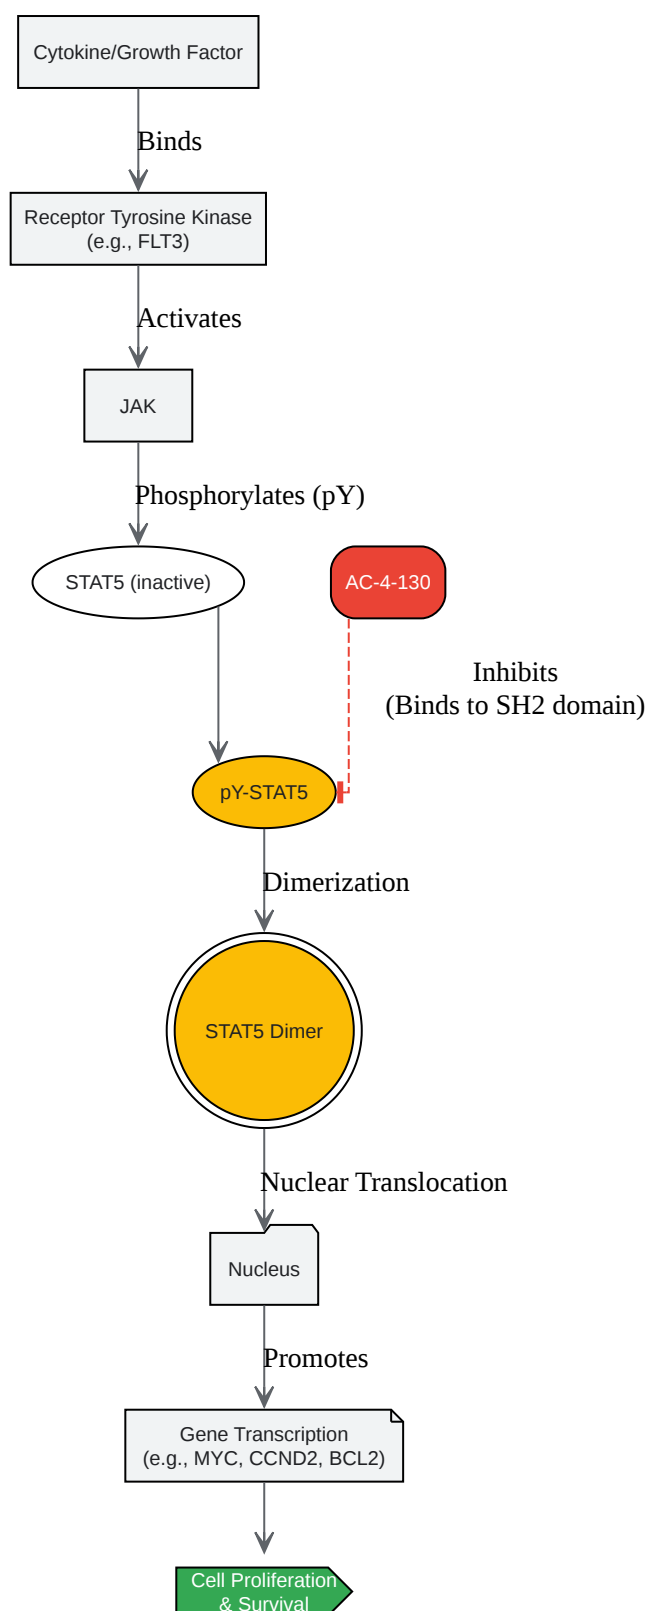 Cytokine/Growth Factor
Binds
Receptor Tyrosine Kinase
(e.g., FLT3)
Activates
JAK
Phosphorylates (pY)
STAT5 (inactive)
AC-4-130
Inhibits
(Binds to SH2 domain)
pY-STAT5
Dimerization
STAT5 Dimer
Nuclear Translocation
Nucleus
Promotes
Gene Transcription
(e.g., MYC, CCND2, BCL2)
Cell Proliferation
& Survival